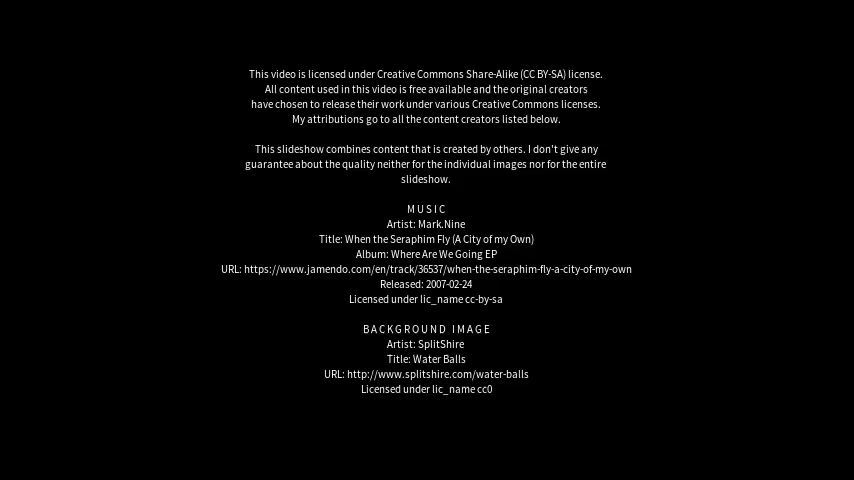 This video is licensed under Creative Commons Share-Alike (CC BY-SA) license.
All content used in this video is free available and the original creators
have chosen to release their work under various Creative Commons licenses.
My attributions go to all the content creators listed below.
This slideshow combines content that is created by others. I don't give any
guarantee about the quality neither for the individual images nor for the entire
slideshow.
MUSIC
Artist: Mark.Nine
Title: When the Seraphim Fly (A City of my Own)
Album: Where Are We Going EP
URL: https://www.jamendo.com/en/track/36537/when-the-seraphim-fly-a-city-of-my-own
Released: 2007-02-24
Licensed under lic_name cc-by-sa
BACKGROUND IMAGE
Artist: SplitShire
Title: Water Balls
URL: http://www.splitshire.com/water-balls
Licensed under lic_name cc0